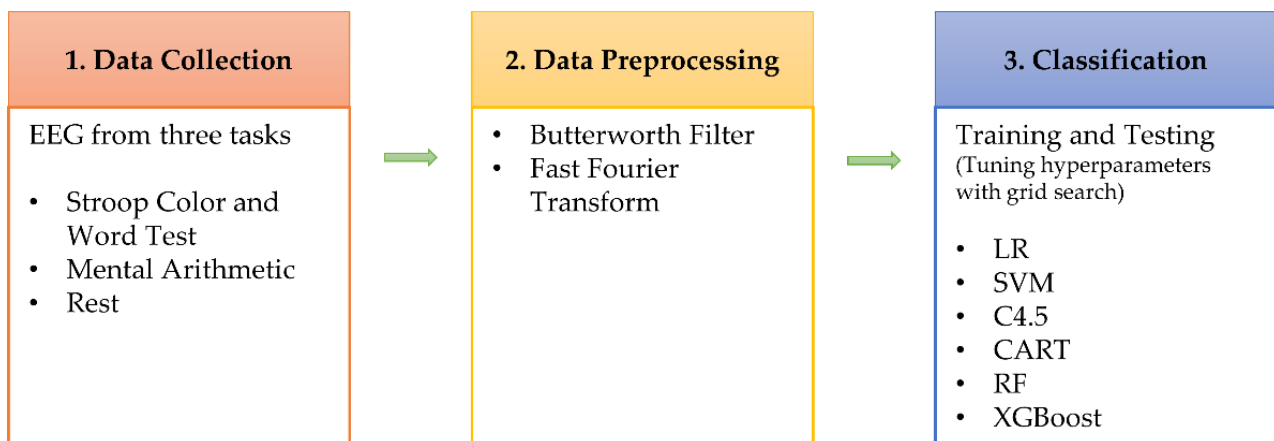 1. Data Collection
EEG from three tasks
• Stroop Color and
Word Test
• Mental Arithmetic
• Rest
2. Data Preprocessing
• Butterworth Filter
• Fast Fourier
Transform
3. Classification
Training and Testing
(Tuning hyperparameters
with grid search)
• LR
• SVM
• C4.5
• CART
• RF
• XGBoost